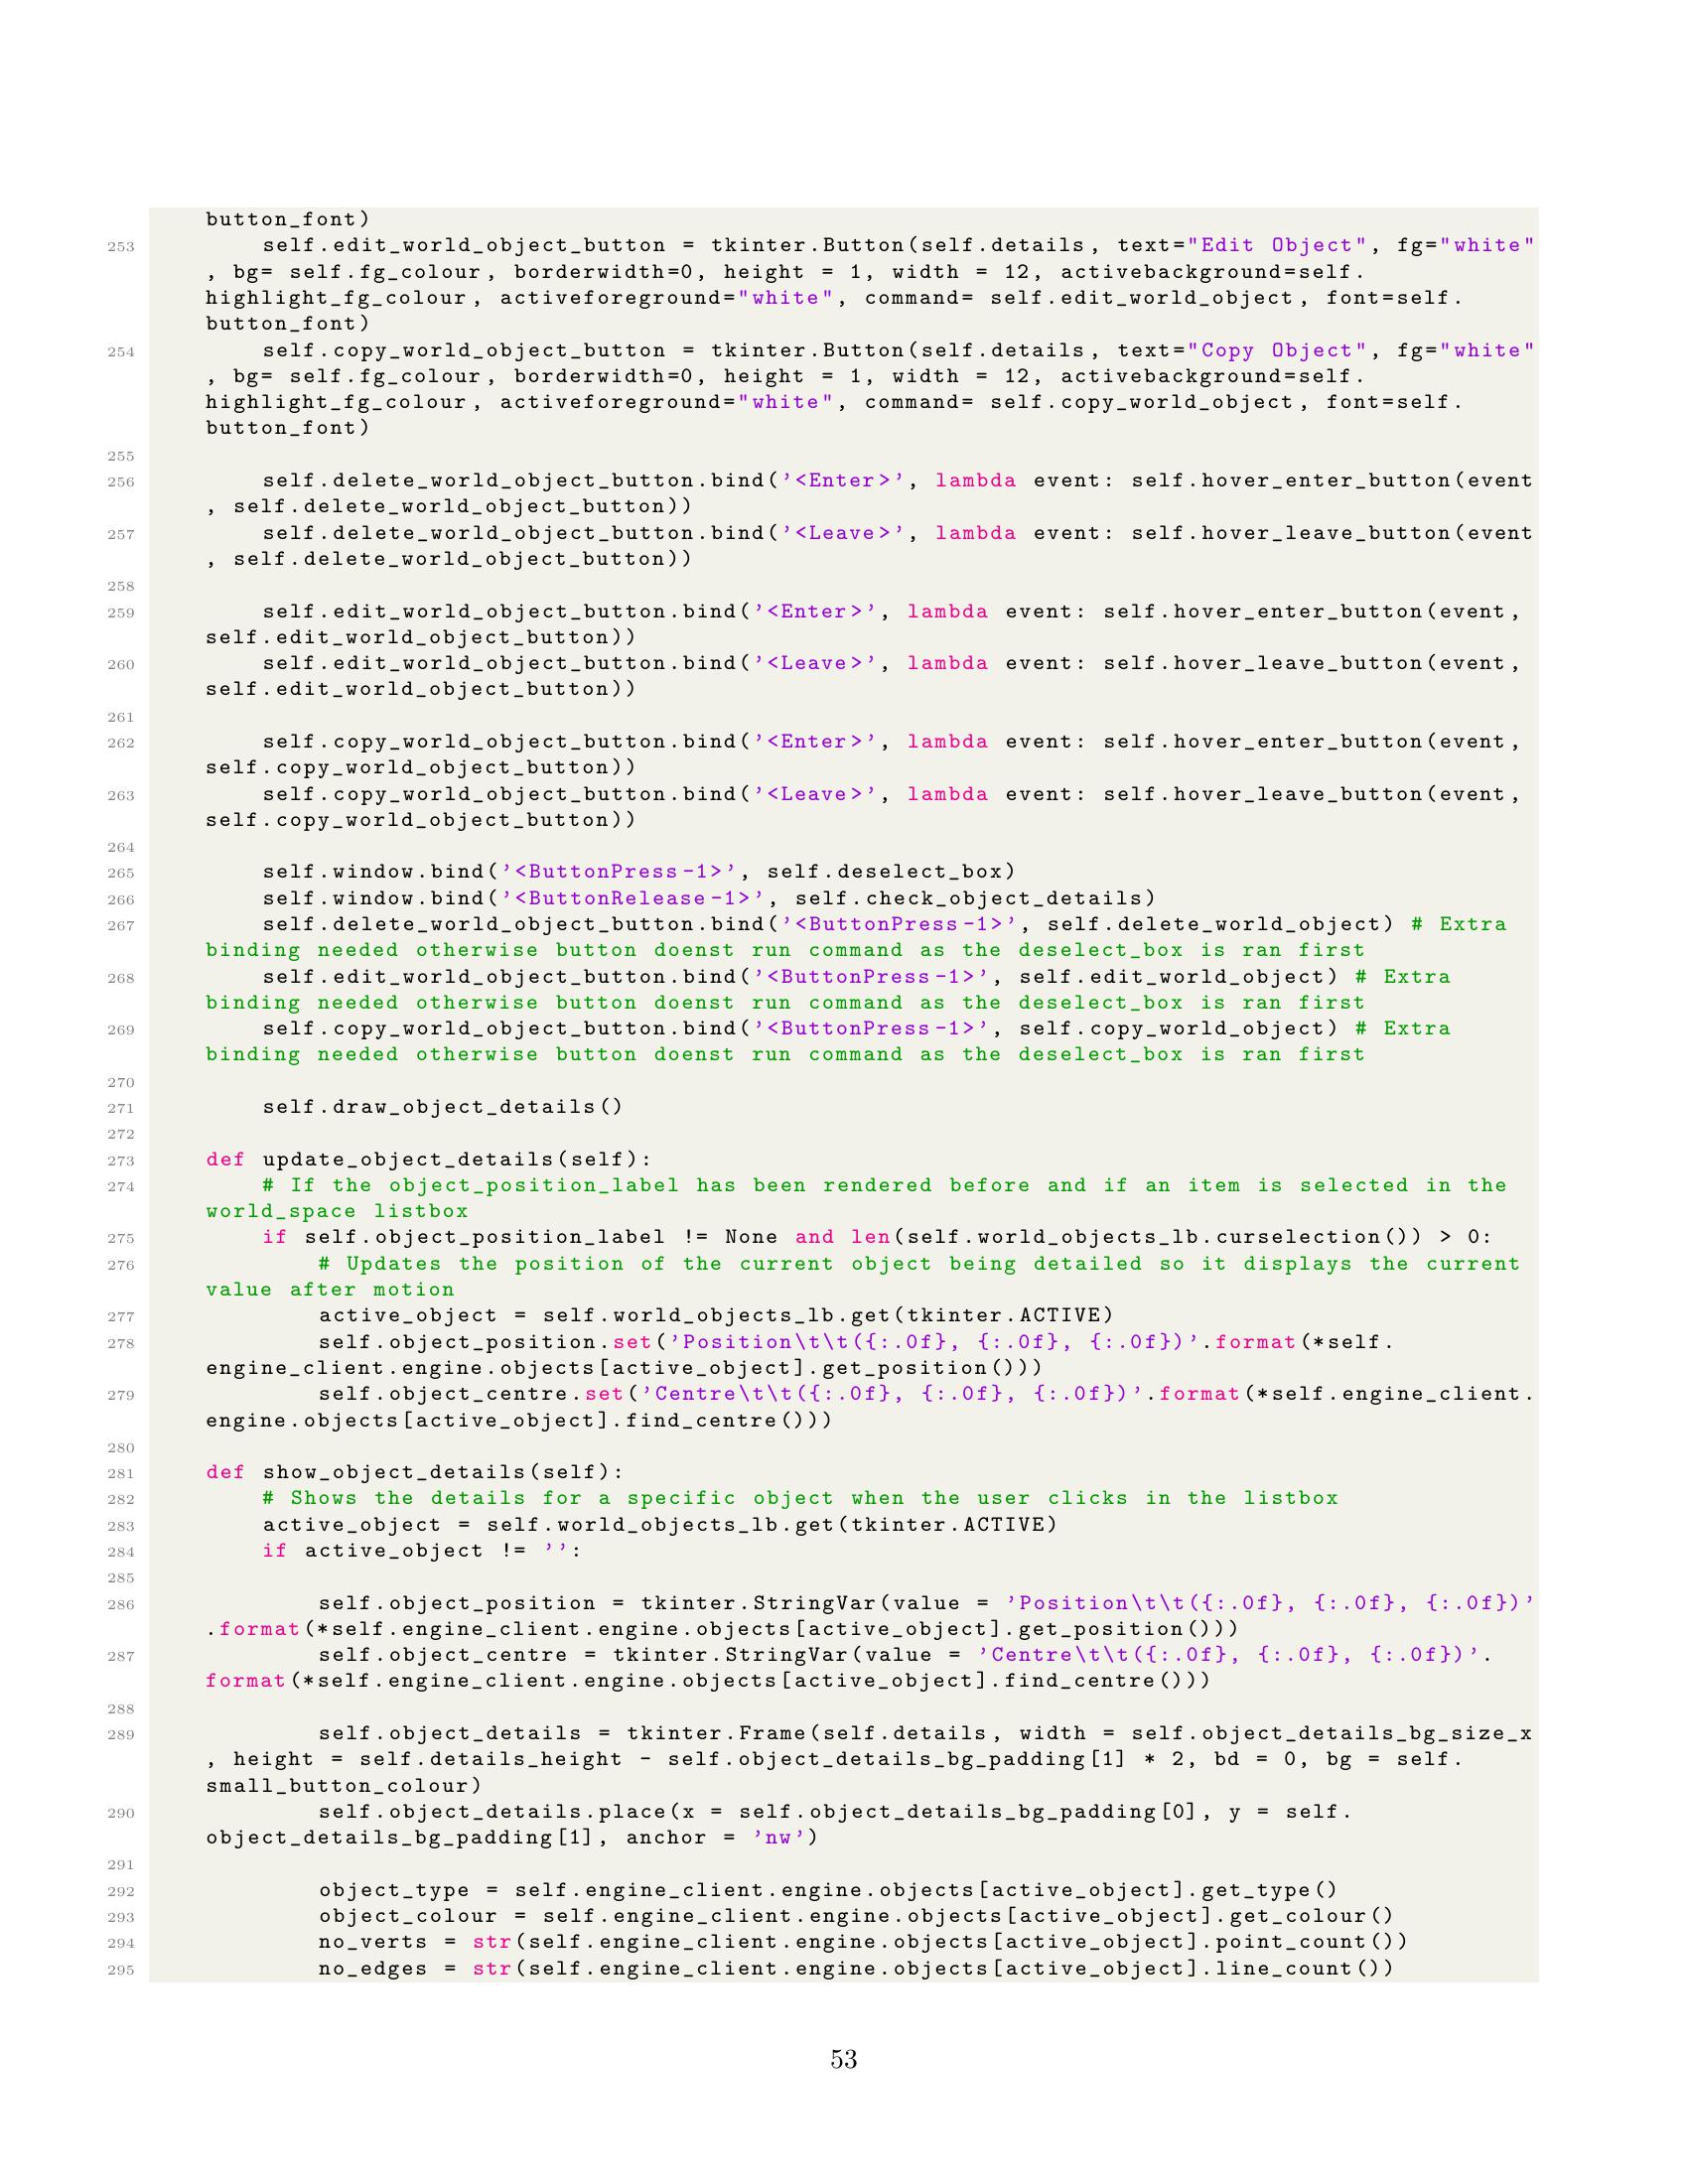 button_font)
253 self.edit_world_object_button = tkinter.Button(self.details, text="Edit Object", fg="white"
, bg= self.fg_colour, borderwidth=0, height = 1, width = 12, activebackground=self.
highlight_fg_colour, activeforeground="white", command= self.edit_world_object, font=self.
button_font)
254 self.copy_world_object_button = tkinter.Button(self.details, text="Copy Object", fg="white"
, bg= self.fg_colour, borderwidth=0, height = 1, width = 12, activebackground=self.
highlight_fg_colour, activeforeground="white", command= self.copy_world_object, font=self.
button_font)
255
256 self.delete_world_object_button.bind('<Enter>', lambda event: self.hover_enter_button(event
, self.delete_world_object_button))
257 self.delete_world_object_button.bind('<Leave>', lambda event: self.hover_leave_button(event
, self.delete_world_object_button))
258
259 self.edit_world_object_button.bind('<Enter>', lambda event: self.hover_enter_button(event,
self.edit_world_object_button))
260 self.edit_world_object_button.bind('<Leave>', lambda event: self.hover_leave_button(event,
self.edit_world_object_button))
261
262 self.copy_world_object_button.bind('<Enter>', lambda event: self.hover_enter_button(event,
self.copy_world_object_button))
263 self.copy_world_object_button.bind('<Leave>', lambda event: self.hover_leave_button(event,
self.copy_world_object_button))
264
265 self.window.bind('<ButtonPress-1>', self.deselect_box)
266 self.window.bind('<ButtonRelease-1>', self.check_object_details)
267 self.delete_world_object_button.bind('<ButtonPress-1>', self.delete_world_object) # Extra
binding needed otherwise button doenst run command as the deselect_box is ran first
268 self.edit_world_object_button.bind('<ButtonPress-1>', self.edit_world_object) # Extra
binding needed otherwise button doenst run command as the deselect_box is ran first
269 self.copy_world_object_button.bind('<ButtonPress-1>', self.copy_world_object) # Extra
binding needed otherwise button doenst run command as the deselect_box is ran first
270
271 self.draw_object_details()
272
273 def update_object_details(self):
274 # If the object_position_label has been rendered before and if an item is selected in the
world_space listbox
275 if self.object_position_label != None and len(self.world_objects_lb.curselection()) > 0:
276 # Updates the position of the current object being detailed so it displays the current
value after motion
277 active_object = self.world_objects_lb.get(tkinter.ACTIVE)
278 self.object_position.set('Position\t\t({:.0f}, {:.0f}, {:.0f})'.format(*self.
engine_client.engine.objects[active_object].get_position()))
279 self.object_centre.set('Centre\t\t({:.0f}, {:.0f}, {:.0f})'.format(*self.engine_client.
engine.objects[active_object].find_centre()))
280
281 def show_object_details(self):
282 # Shows the details for a specific object when the user clicks in the listbox
283 active_object = self.world_objects_lb.get(tkinter.ACTIVE)
284 if active_object != '':
285
286 self.object_position = tkinter.StringVar(value = 'Position\t\t({:.0f}, {:.0f}, {:.0f})'
.format(*self.engine_client.engine.objects[active_object].get_position()))
287 self.object_centre = tkinter.StringVar(value = 'Centre\t\t({:.0f}, {:.0f}, {:.0f})'.
format(*self.engine_client.engine.objects[active_object].find_centre()))
288
289 self.object_details = tkinter.Frame(self.details, width = self.object_details_bg_size_x
, height = self.details_height - self.object_details_bg_padding[1] * 2, bd = 0, bg = self.
small_button_colour)
290 self.object_details.place(x = self.object_details_bg_padding[0], y = self.
object_details_bg_padding[1], anchor = 'nw')
291
292 object_type = self.engine_client.engine.objects[active_object].get_type()
293 object_colour = self.engine_client.engine.objects[active_object].get_colour()
294 no_verts = str(self.engine_client.engine.objects[active_object].point_count())
295 no_edges = str(self.engine_client.engine.objects[active_object].line_count())
53